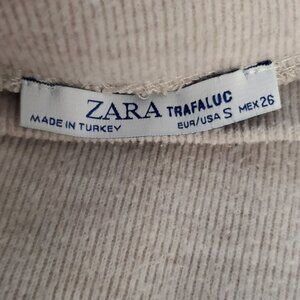 ZARA TRAFALUC
MADE IN TURKEY EUR/USA S MEX 26